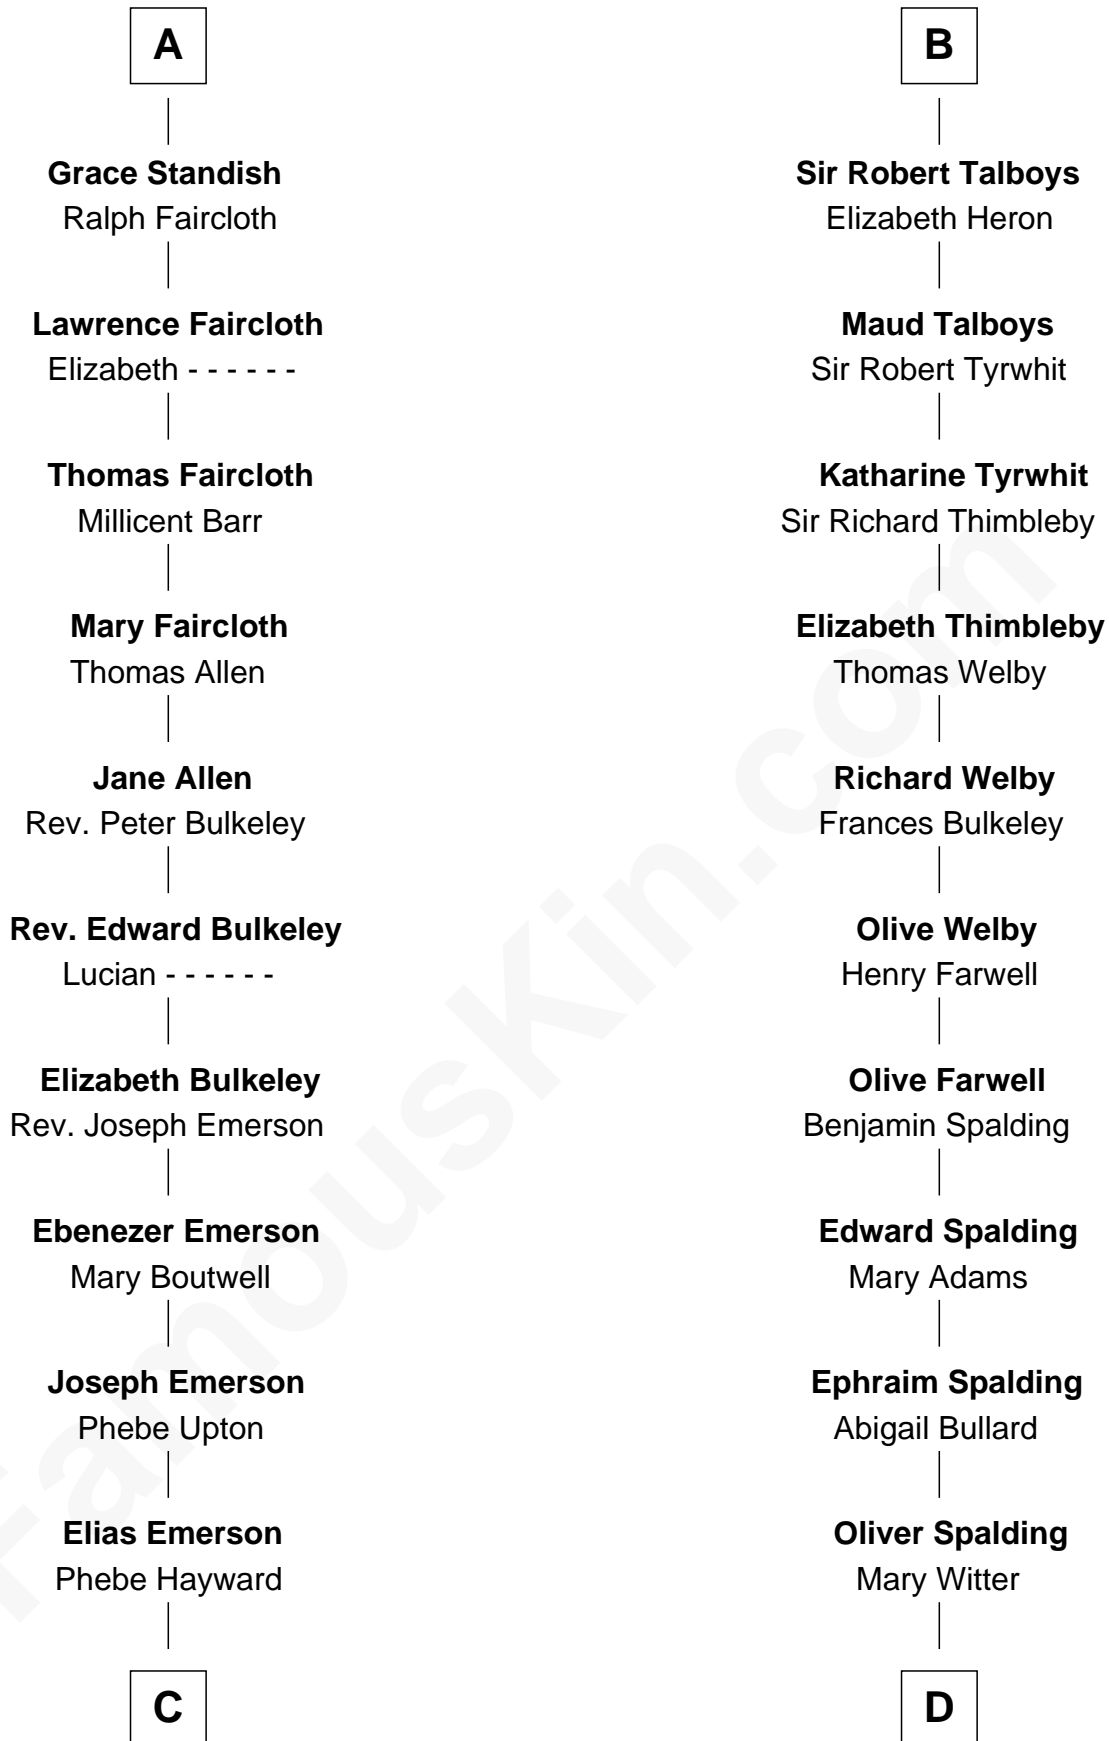 A
Grace Standish
Ralph Faircloth
Lawrence Faircloth
Elizabeth - - - - - -
Thomas Faircloth
Millicent Barr
Mary Faircloth
Thomas Allen
Jane Allen
Rev. Peter Bulkeley
Rev. Edward Bulkeley
Lucian - - - - - -
Elizabeth Bulkeley
Rev. Joseph Emerson
Ebenezer Emerson
Mary Boutwell
Joseph Emerson
Phebe Upton
Elias Emerson
Phebe Hayward
C
B
Sir Robert Talboys
Elizabeth Heron
Maud Talboys
Sir Robert Tyrwhit
Katharine Tyrwhit
Sir Richard Thimbleby
Elizabeth Thimbleby
Thomas Welby
Richard Welby
Frances Bulkeley
Olive Welby
Henry Farwell
Olive Farwell
Benjamin Spalding
Edward Spalding
Mary Adams
Ephraim Spalding
Abigail Bullard
Oliver Spalding
Mary Witter
D
FamousKin.com